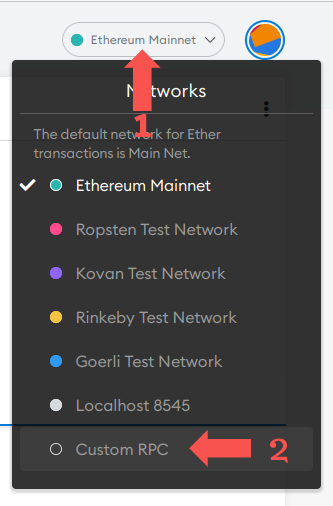 Ethereum Mainnet
Networks
1
The default network for Ether
transactions is Main Net.
Ethereum Mainnet
Ropsten Test Network
Kovan Test Network
Rinkeby Test Network
Goerli Test Network
Localhost 8545
Custom RPC 2